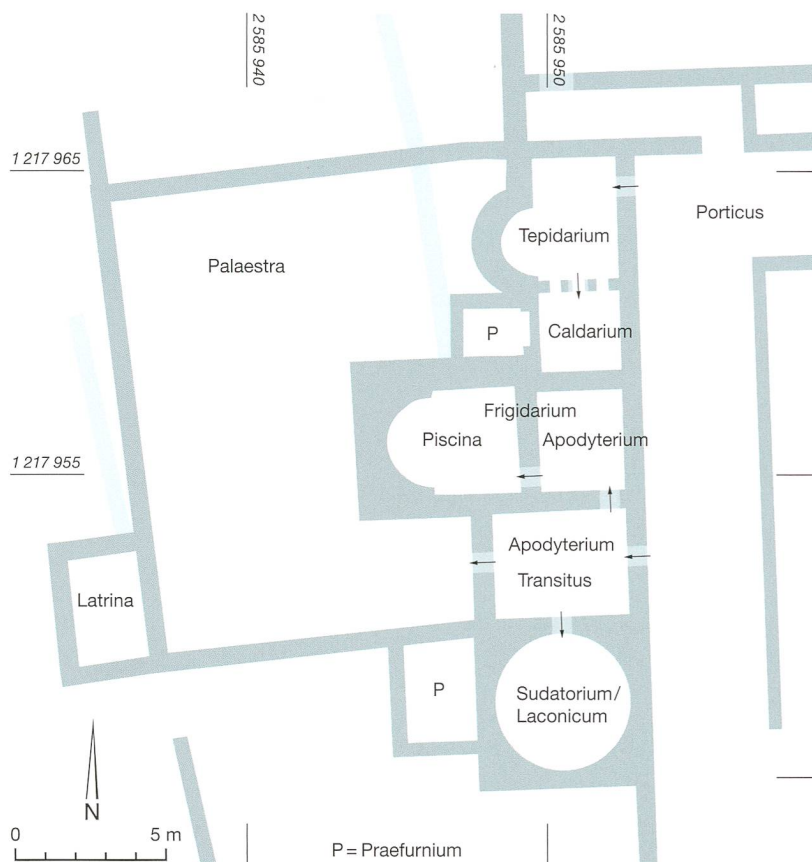 2 585 940
2 585 950
1 217 965
Porticus
Tepidarium
Palaestra
P
Caldarium
Frigidarium
Piscina
Apodyterium
1 217 955
Apodyterium
Transitus
Latrina
P
Sudatorium/
Laconicum
N
0 5 m
P = Praefurnium